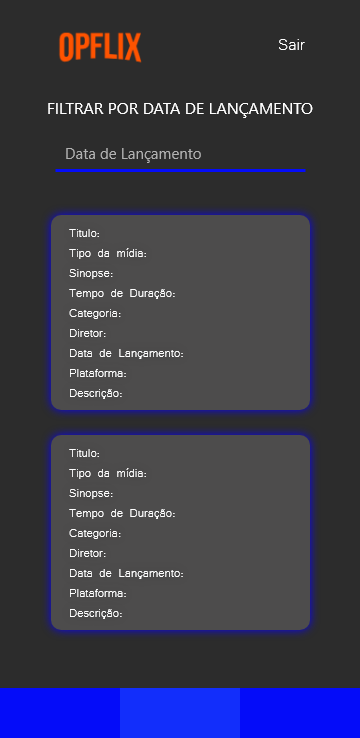 OPFLIX
Sair
FILTRAR POR DATA DE LANÇAMENTO
Data de Lançamento
Titulo:
Tipo da mídia:
Sinopse:
Tempo de Duração:
Categoria:
Diretor:
Data de Lançamento:
Plataforma:
Descrição:
Titulo:
Tipo da mídia:
Sinopse:
Tempo de Duração:
Categoria:
Diretor:
Data de Lançamento:
Plataforma:
Descrição: